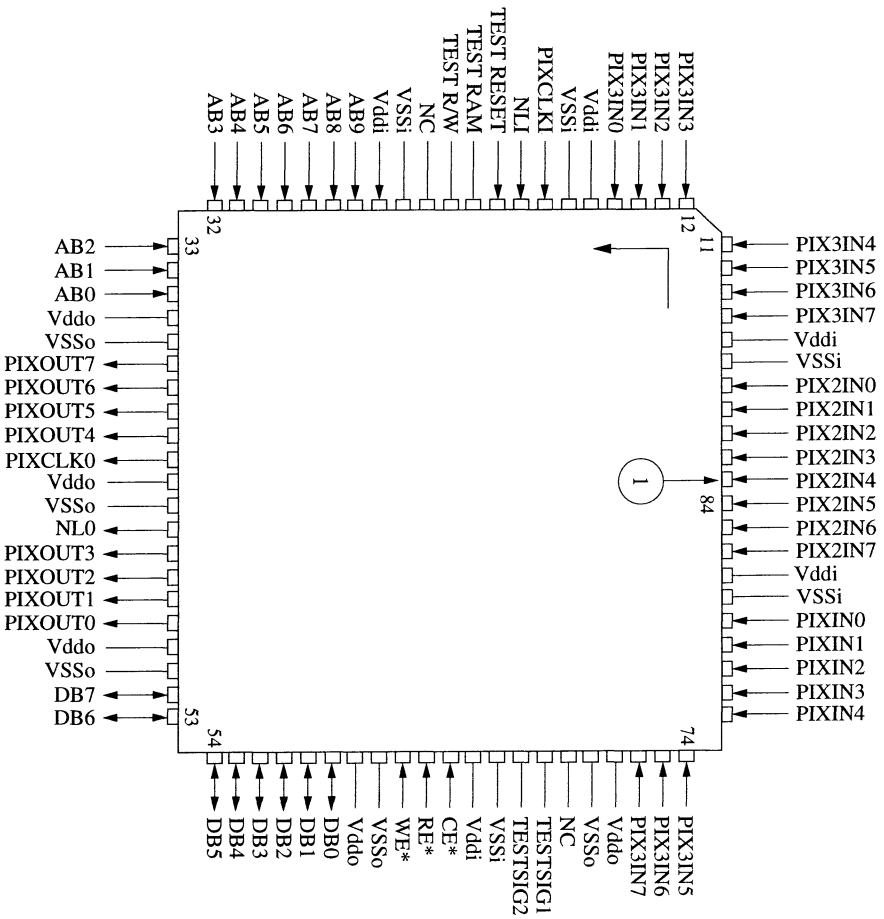 AB3
AB4
AB5
AB6
AB7
AB8
AB9
Vddi
VSSi
NC
TEST R/W
TEST RAM
TEST RESET
NLI
PIXCLKI
VSSi
Vddi
PIX3IN0
PIX3IN1
PIX3IN2
PIX3IN3
32
12
33
11
AB2
AB1
AB0
Vddo
VSSo
PIXOUT7
PIXOUT6
PIXOUT5
PIXOUT4
PIXCLK0
Vddo
VSSo
NL0
PIXOUT3
PIXOUT2
PIXOUT1
PIXOUT0
Vddo
VSSo
DB7
DB6
1
84
PIX3IN4
PIX3IN5
PIX3IN6
PIX3IN7
Vddi
VSSi
PIX2IN0
PIX2IN1
PIX2IN2
PIX2IN3
PIX2IN4
PIX2IN5
PIX2IN6
PIX2IN7
Vddi
VSSi
PIXIN0
PIXIN1
PIXIN2
PIXIN3
PIXIN4
53
54
74
DB5
DB4
DB3
DB2
DB1
DB0
Vddo
VSSo
WE*
RE*
CE*
Vddi
VSSi
TESTSIG2
TESTSIG1
NC
VSSo
Vddo
PIX3IN7
PIX3IN6
PIX3IN5